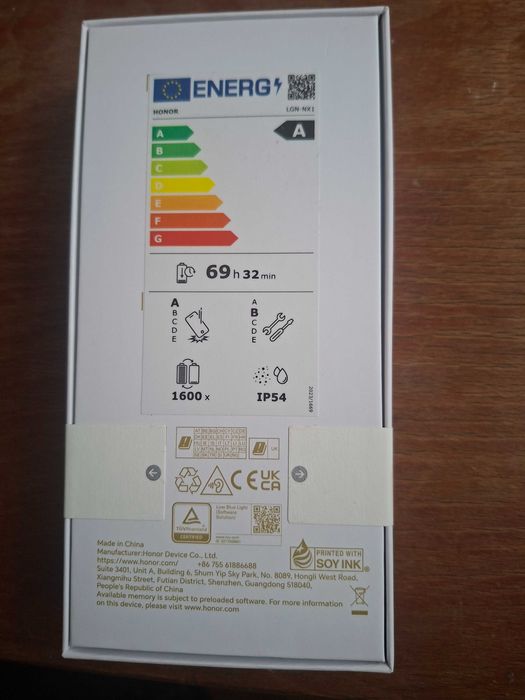 ENERG
HONOR LGN-NX1
A A
B
C
D
E
F
G
69 h 32 min
A
B
C
D
E
A
B
C
D
E
1600 x
IP54
2023/1669
UK
CE UK CA
TÜVRheinland
CERTIFIED
Low Blue Light
(Software
Solution)
PRINTED WITH
SOY INK
Made in China
Manufacturer:Honor Device Co., Ltd.
https://www.honor.com/ +86 755 61886688
Suite 3401, Unit A, Building 6, Shum Yip Sky Park, No. 8089, Hongli West Road,
Xiangmihu Street, Futian District, Shenzhen, Guangdong 518040,
People's Republic of China
Available memory is subject to preloaded software. For more information
on this device, please visit www.honor.com